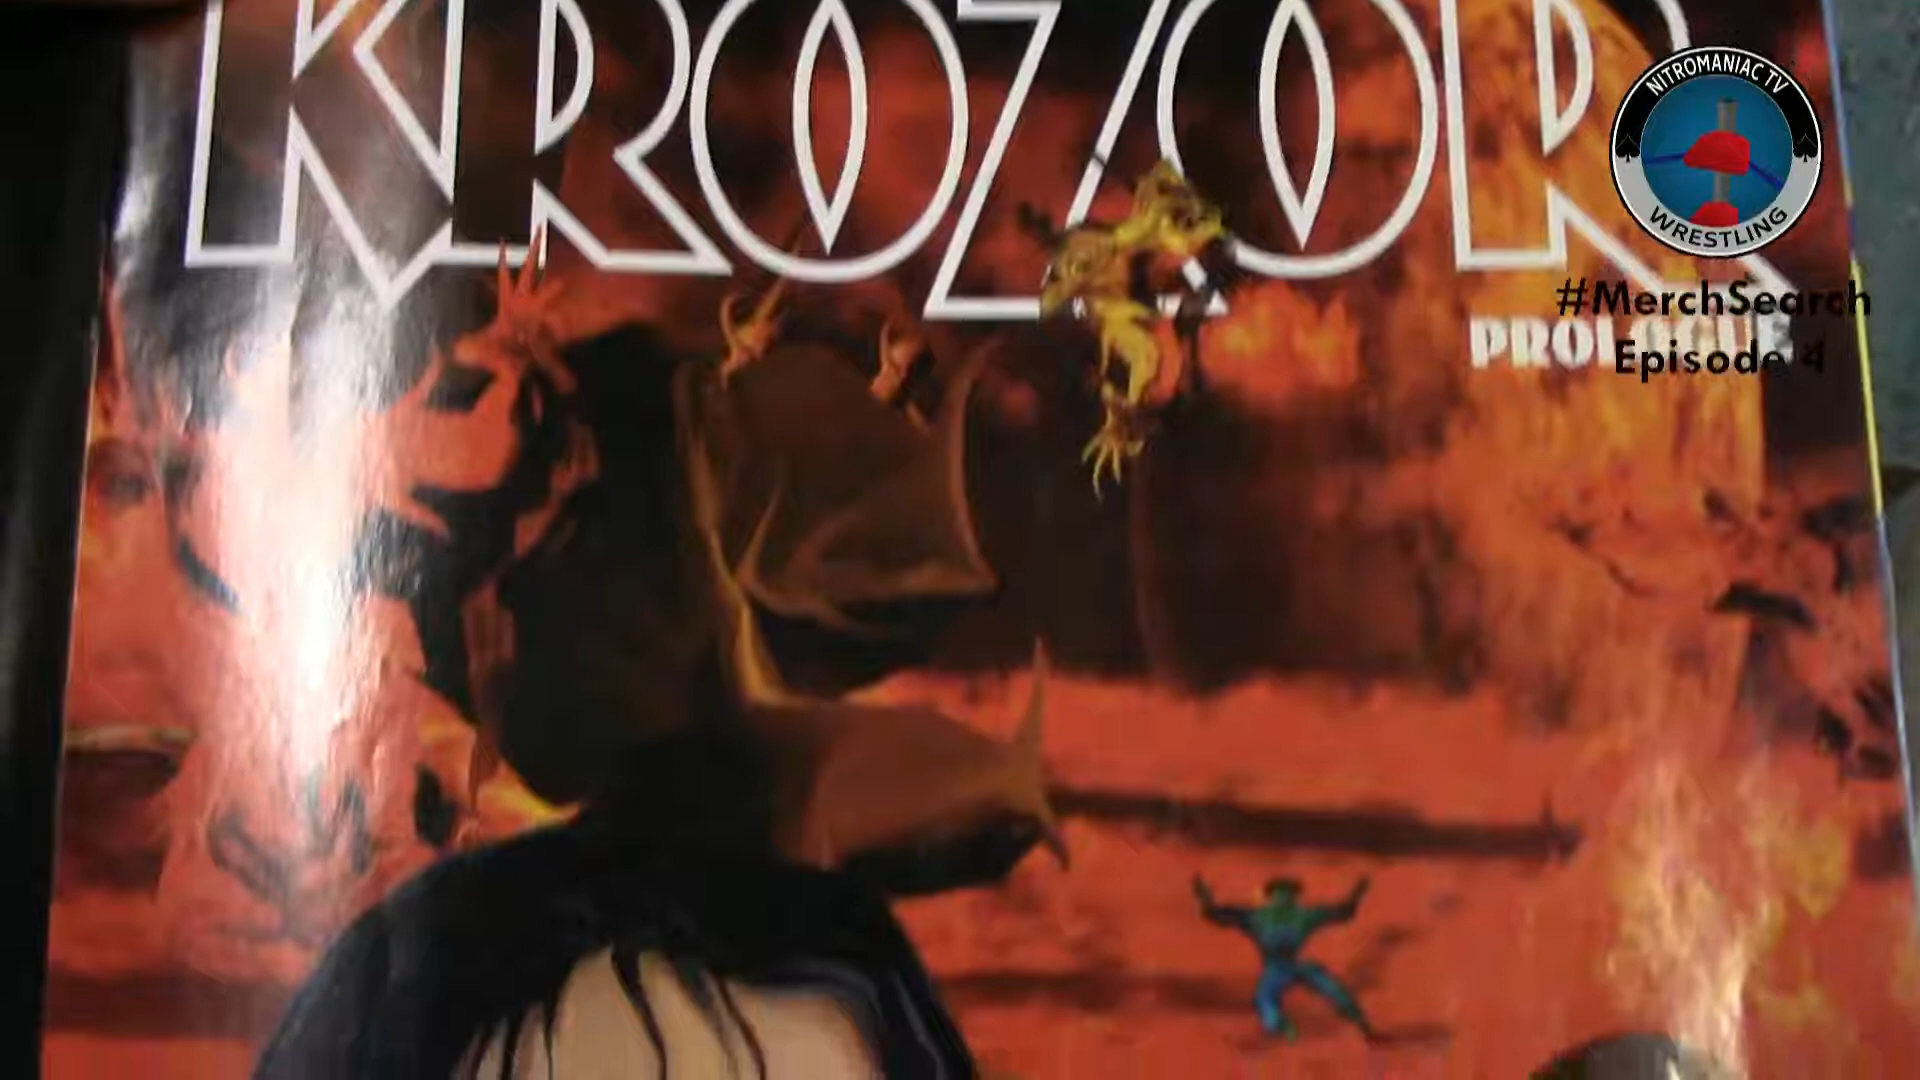 KROZOR
NITROMANIAC TV
WRESTLING
#MerchSearch
PROLOGUE
Episode 4